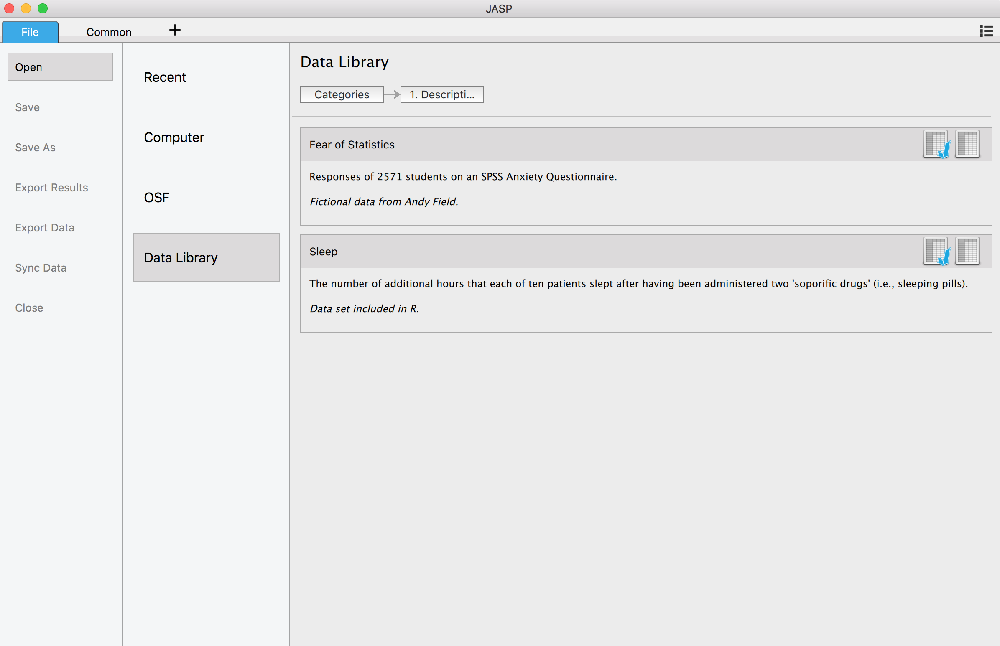 JASP
File
Common
+
Open
Save
Save As
Export Results
Export Data
Sync Data
Close
Recent
Computer
OSF
Data Library
Data Library
Categories
1. Descripti...
Fear of Statistics
Responses of 2571 students on an SPSS Anxiety Questionnaire.
Fictional data from Andy Field.
Sleep
The number of additional hours that each of ten patients slept after having been administered two 'soporific drugs' (i.e., sleeping pills).
Data set included in R.